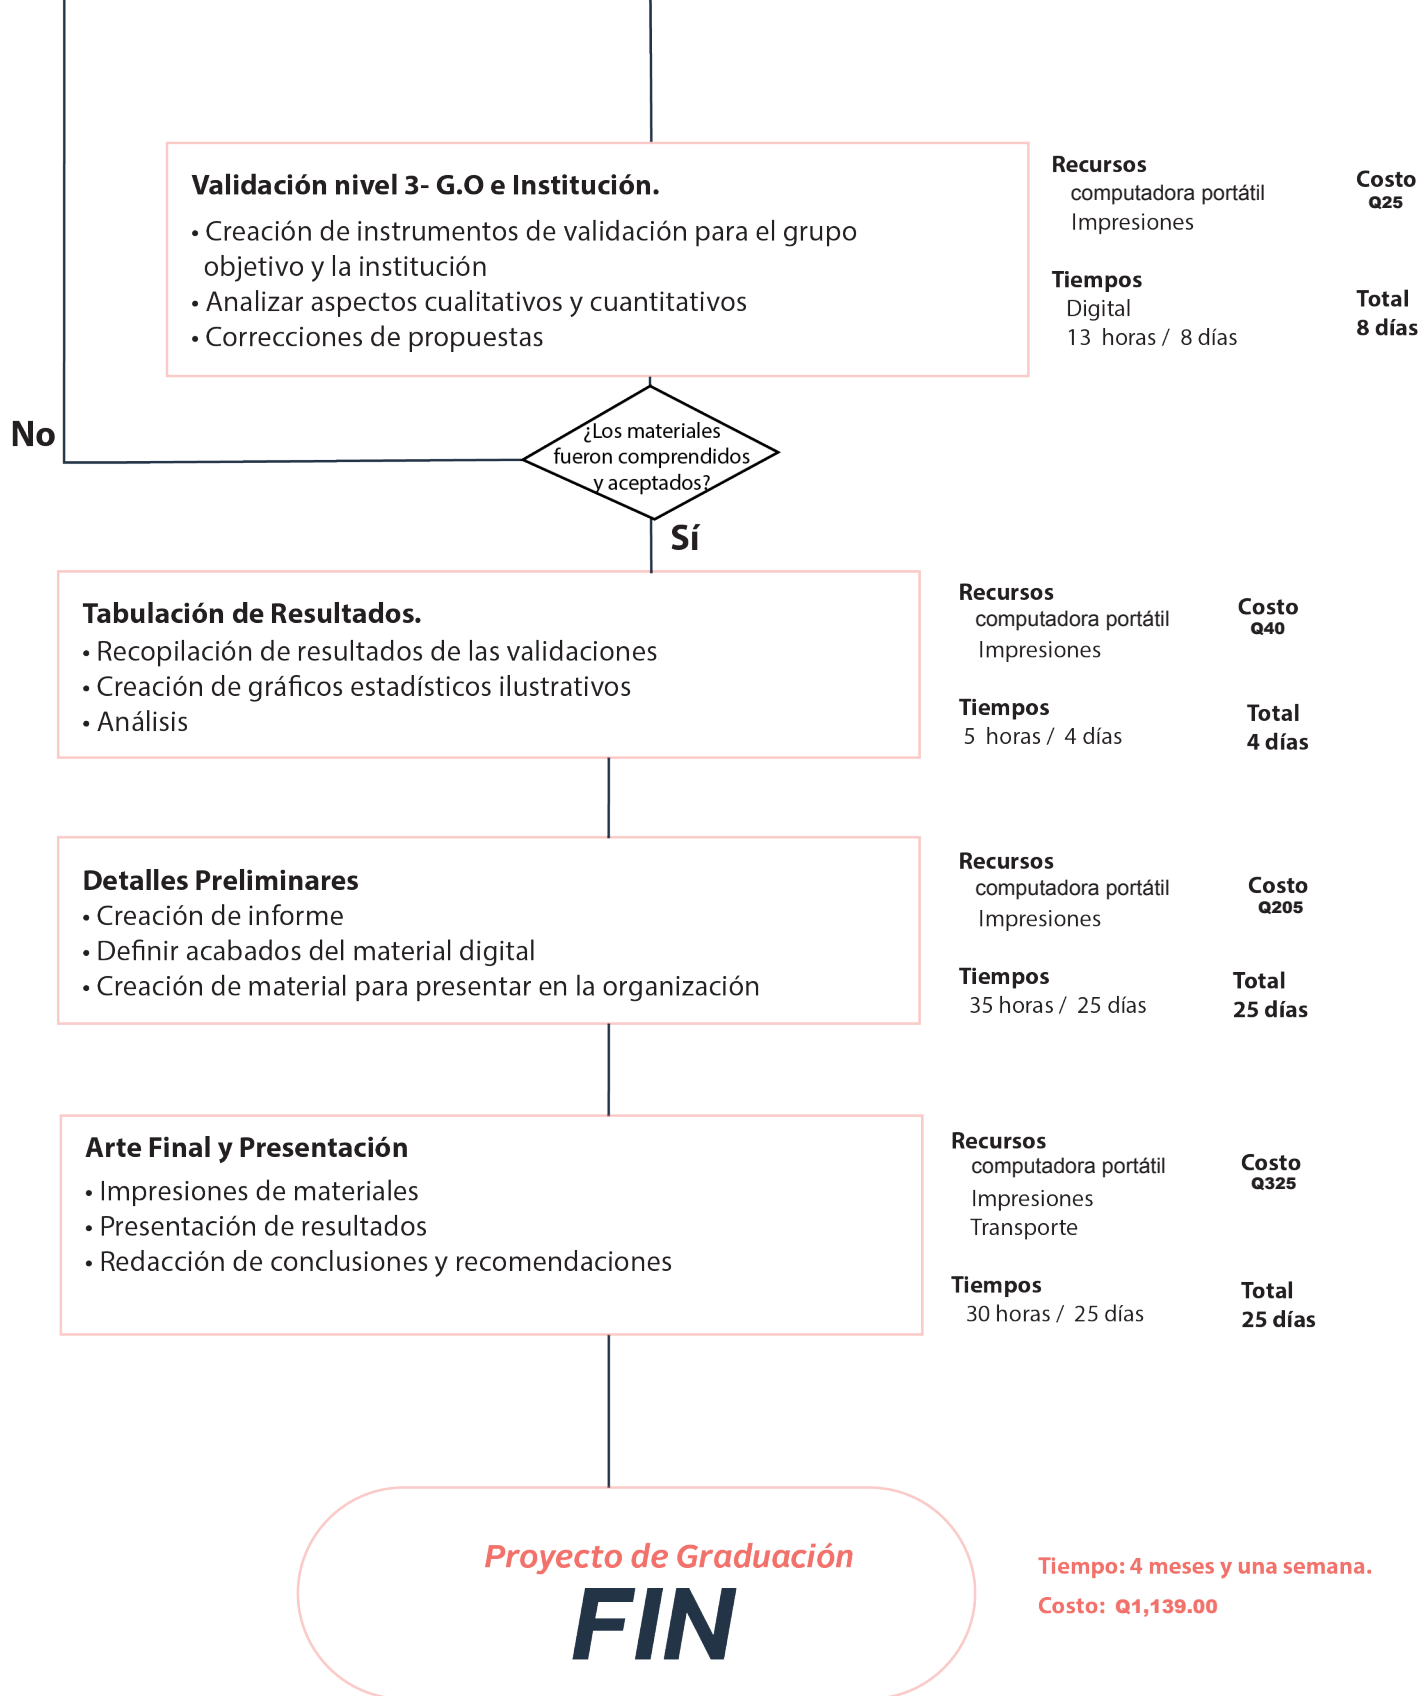 Validación nivel 3- G.O e Institución.
• Creación de instrumentos de validación para el grupo
objetivo y la institución
• Analizar aspectos cualitativos y cuantitativos
• Correcciones de propuestas
Recursos
computadora portátil
Impresiones
Costo
Q25
Tiempos
Digital
13 horas / 8 días
Total
8 días
No
¿Los materiales
fueron comprendidos
y aceptados?
Sí
Tabulación de Resultados.
• Recopilación de resultados de las validaciones
• Creación de gráficos estadísticos ilustrativos
• Análisis
Recursos
computadora portátil
Impresiones
Costo
Q40
Tiempos
5 horas / 4 días
Total
4 días
Detalles Preliminares
• Creación de informe
• Definir acabados del material digital
• Creación de material para presentar en la organización
Recursos
computadora portátil
Impresiones
Costo
Q205
Tiempos
35 horas / 25 días
Total
25 días
Arte Final y Presentación
• Impresiones de materiales
• Presentación de resultados
• Redacción de conclusiones y recomendaciones
Recursos
computadora portátil
Impresiones
Transporte
Costo
Q325
Tiempos
30 horas / 25 días
Total
25 días
Proyecto de Graduación
FIN
Tiempo: 4 meses y una semana.
Costo: Q1,139.00